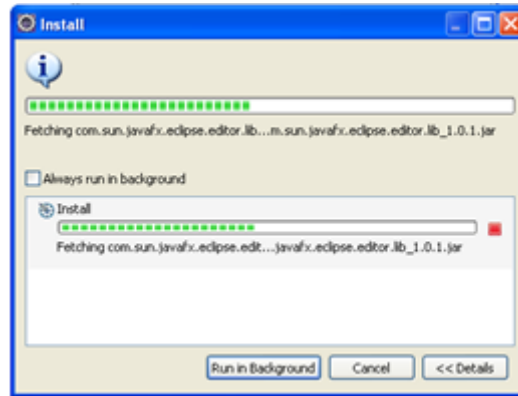 Install
Fetching com.sun.javafx.eclipse.editor.lib...m.sun.javafx.eclipse.editor.lib_1.0.1.jar
Always run in background
Install
Fetching com.sun.javafx.eclipse.edit...javafx.eclipse.editor.lib_1.0.1.jar
Run in Background Cancel << Details